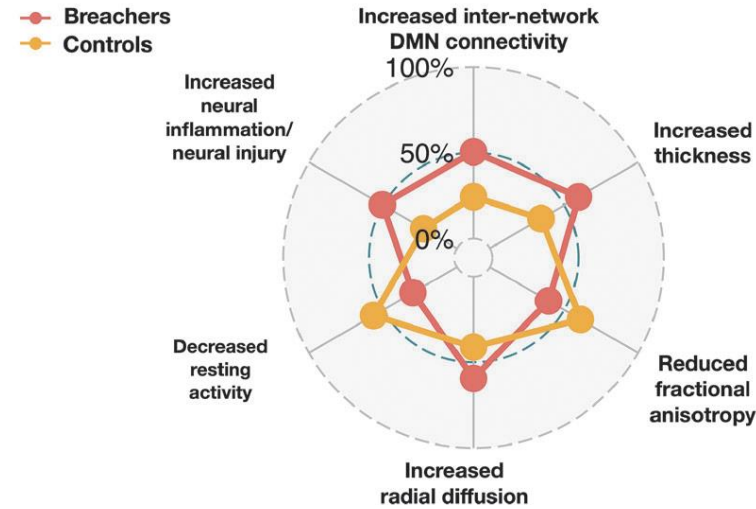 Breachers
Controls
Increased inter-network
DMN connectivity
100%
50%
0%
Increased
neural
inflammation/
neural injury
Increased
thickness
Decreased
resting
activity
Reduced
fractional
anisotropy
Increased
radial diffusion